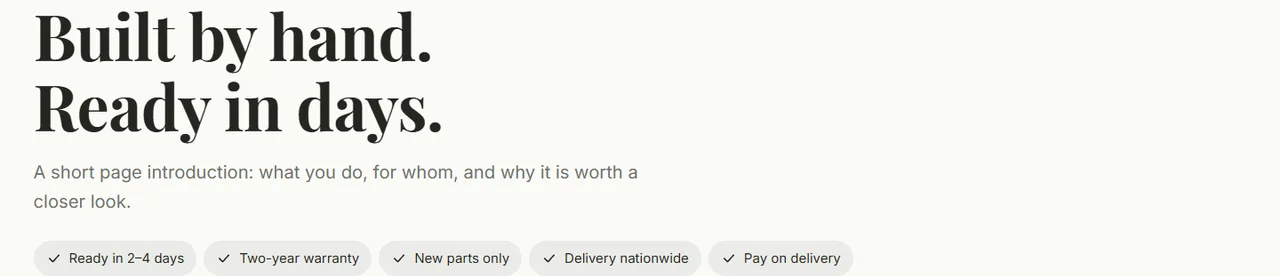 Built by hand.
Ready in days.
A short page introduction: what you do, for whom, and why it is worth a
closer look.
Ready in 2–4 days
Two-year warranty
New parts only
Delivery nationwide
Pay on delivery